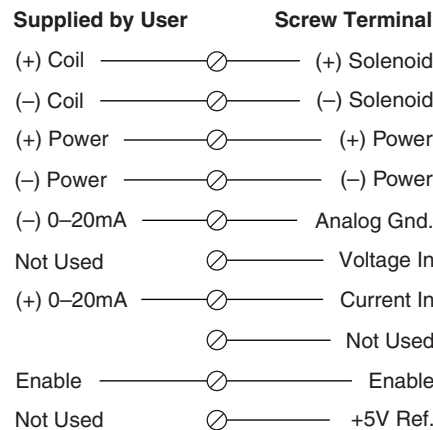 Supplied by User Screw Terminal
(+) Coil (+) Solenoid
(–) Coil (–) Solenoid
(+) Power (+) Power
(–) Power (–) Power
(–) 0–20mA Analog Gnd.
Not Used Voltage In
(+) 0–20mA Current In
Not Used
Enable Enable
Not Used +5V Ref.